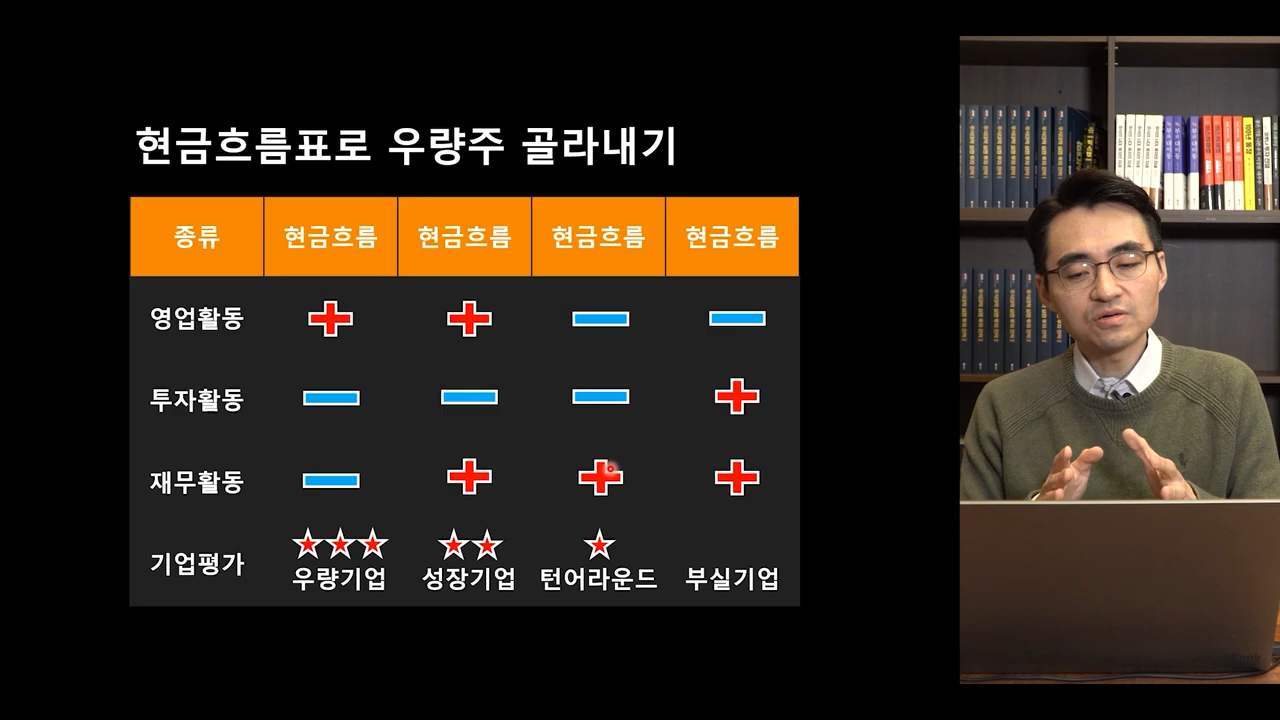 현금흐름표로 우량주 골라내기
종류 현금흐름 현금흐름 현금흐름 현금흐름
영업활동
투자활동
재무활동
기업평가
우량기업 성장기업 턴어라운드 부실기업